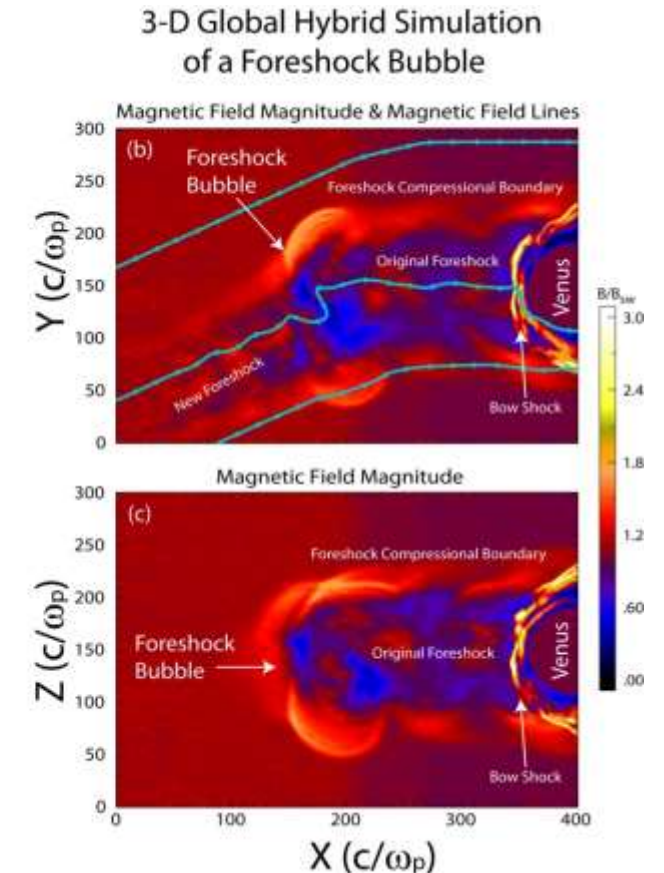 3-D Global Hybrid Simulation
of a Foreshock Bubble
Magnetic Field Magnitude & Magnetic Field Lines
300
(b)
Foreshock
Bubble
Foreshock Compressional Boundary
250
200
Original Foreshock
150
Y (c/ωp)
Venus
100
New Foreshock
50
Bow Shock
0
B/Bsw
3.0
2.4
1.8
1.2
.60
.00
Magnetic Field Magnitude
300
(c)
250
Foreshock Compressional Boundary
200
Foreshock
Bubble
Original Foreshock
150
Z (c/ωp)
Venus
100
50
Bow Shock
0
0 100 200 300 400
X (c/ωp)